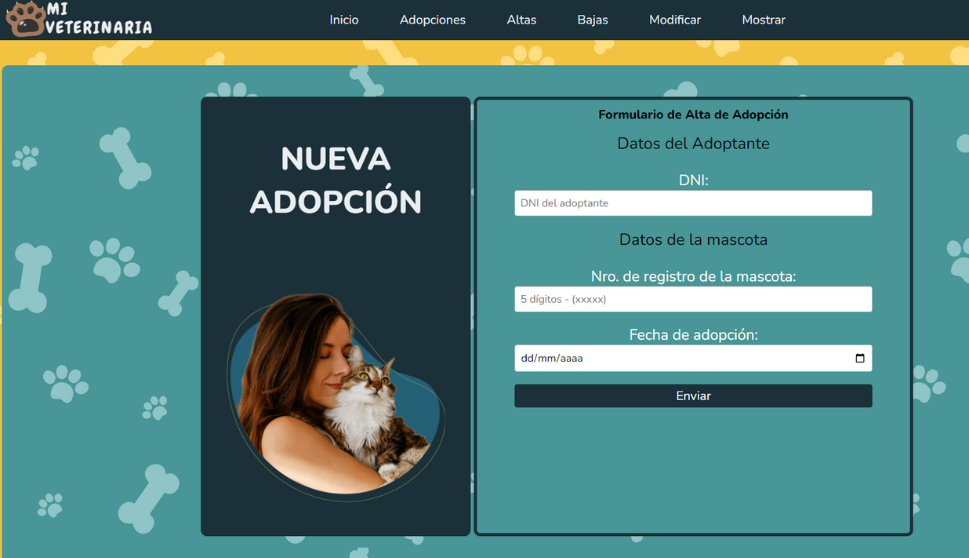 MI
VETERINARIA
Inicio Adopciones Altas Bajas Modificar Mostrar
NUEVA
ADOPCIÓN
Formulario de Alta de Adopción
Datos del Adoptante
DNI:
DNI del adoptante
Datos de la mascota
Nro. de registro de la mascota:
5 dígitos - (xxxxx)
Fecha de adopción:
dd/mm/aaaa
Enviar